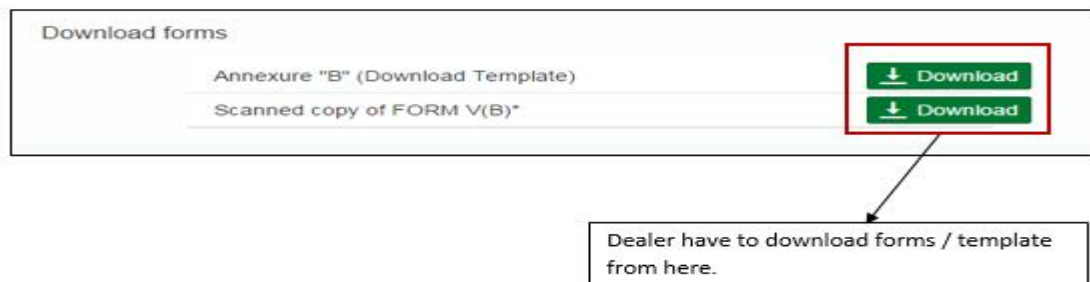 Download forms
Annexure "B" (Download Template) Download
Scanned copy of FORM V(B)* Download
Dealer have to download forms / template
from here.